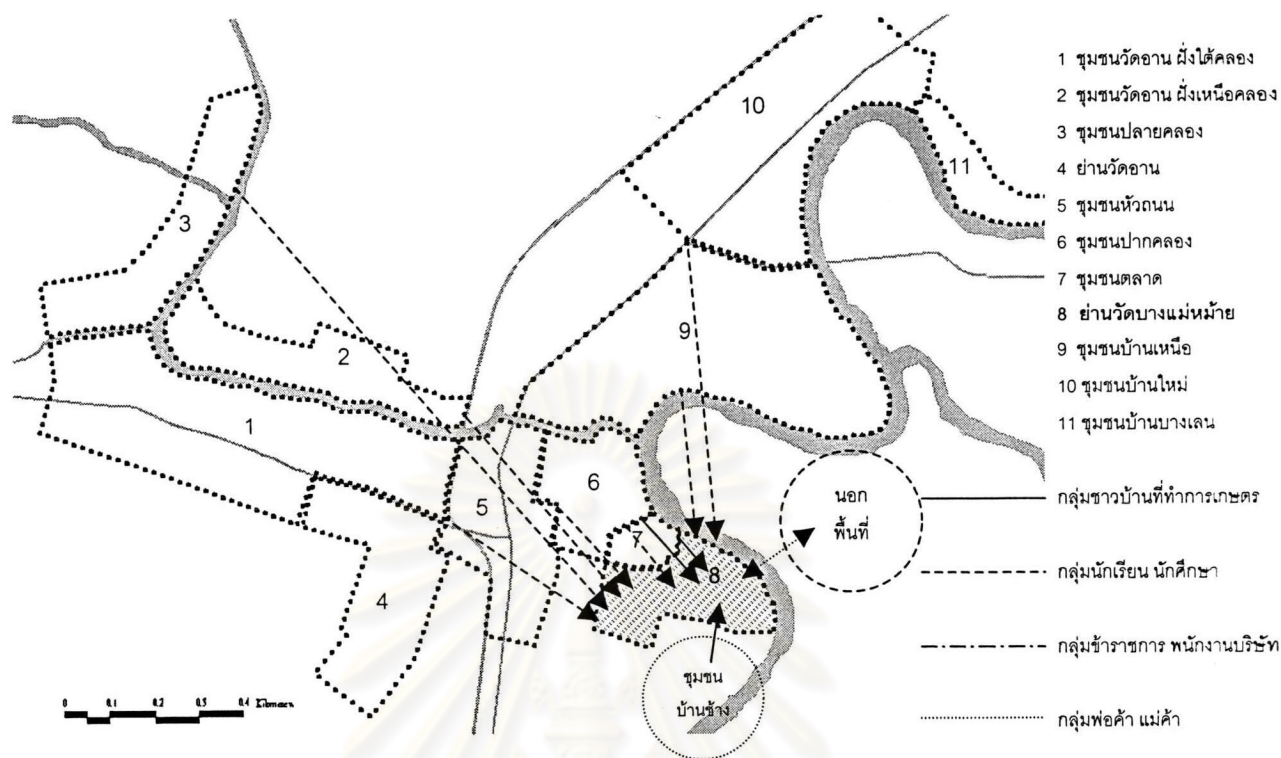 1 ชุมชนวัดอาน ฝั่งใต้คลอง
2 ชุมชนวัดอาน ฝั่งเหนือคลอง
3 ชุมชนปลายคลอง
4 ย่านวัดอาน
5 ชุมชนหัวถนน
6 ชุมชนปากคลอง
7 ชุมชนตลาด
8 ย่านวัดบางแม่หม้าย
9 ชุมชนบ้านเหนือ
10 ชุมชนบ้านใหม่
11 ชุมชนบ้านบางเลน
กลุ่มชาวบ้านที่ทำการเกษตร
กลุ่มนักเรียน นักศึกษา
กลุ่มข้าราชการ พนักงานบริษัท
กลุ่มพ่อค้า แม่ค้า
10
11
3
9
2
1
6
5
7
8
4
นอก
พื้นที่
ชุมชน
บ้านช้าง
0 0.1 0.2 0.3 0.4